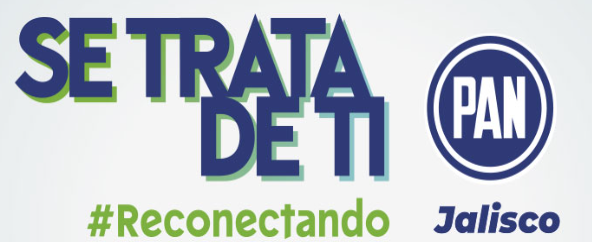 SE TRATA
DE TI
#Reconectando
PAN
Jalisco